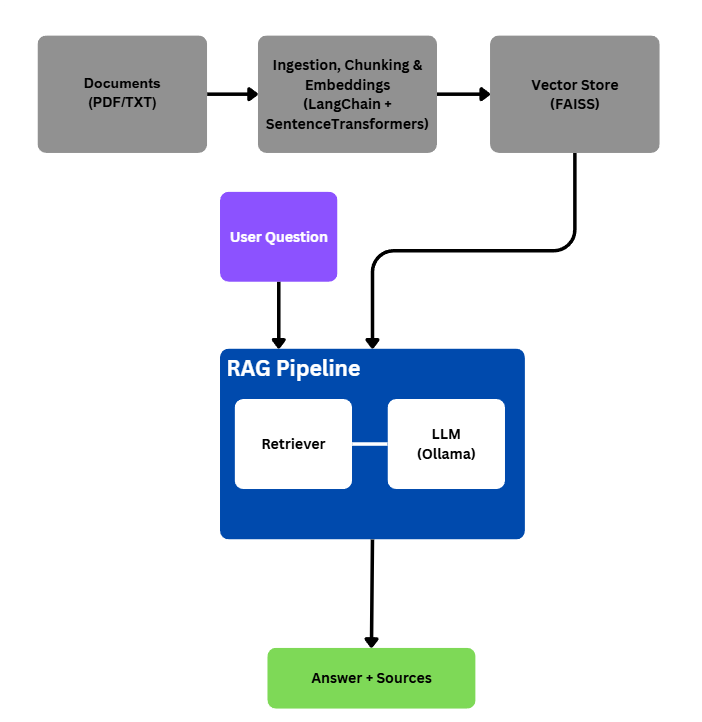 Documents
(PDF/TXT)
Ingestion, Chunking &
Embeddings
(LangChain +
SentenceTransformers)
Vector Store
(FAISS)
User Question
RAG Pipeline
Retriever
LLM
(Ollama)
Answer + Sources